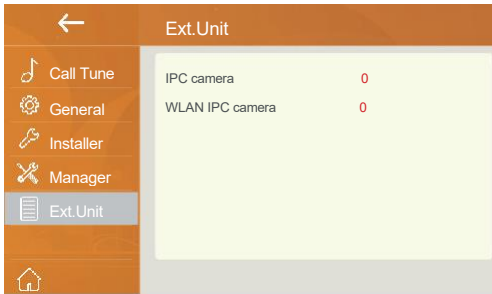 Ext.Unit
Call Tune
General
Installer
Manager
Ext.Unit
IPC camera 0
WLAN IPC camera 0